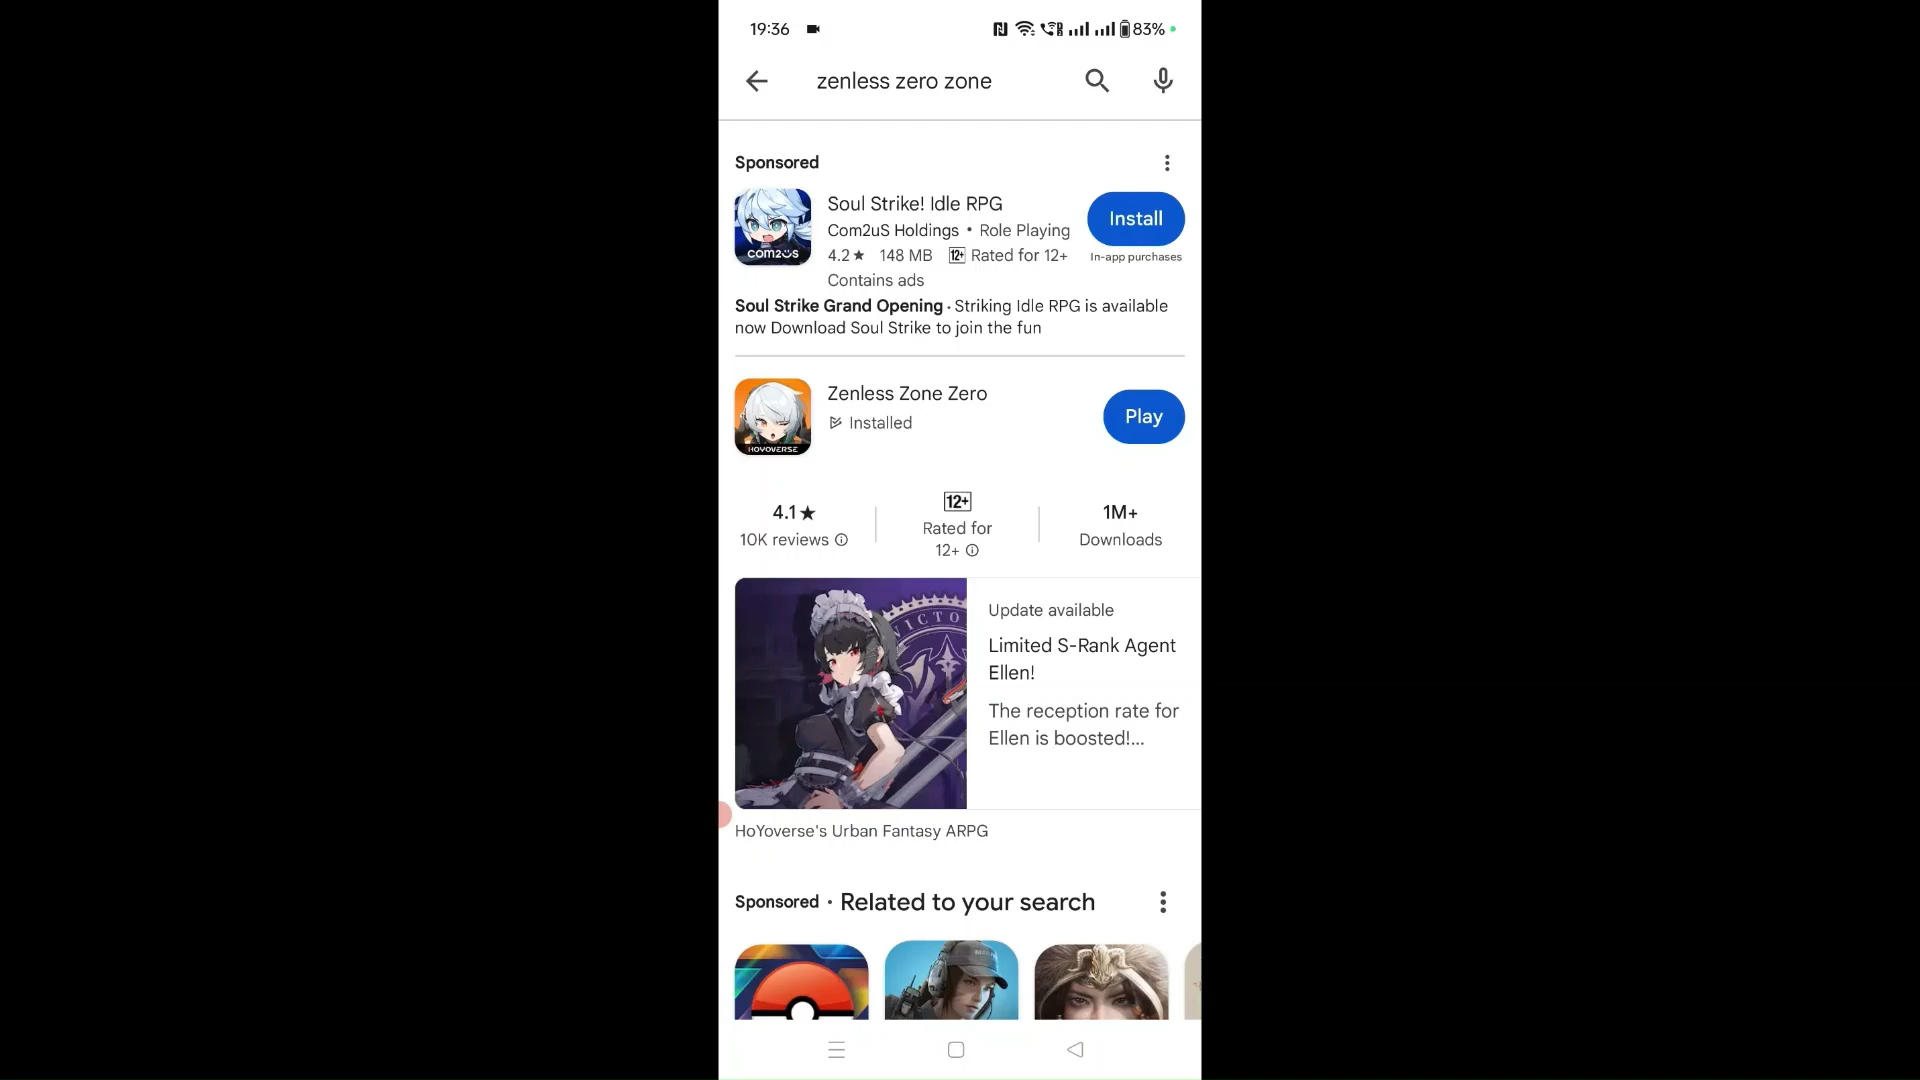 19:36 83%
zenless zero zone
Sponsored
Soul Strike! Idle RPG
Com2uS Holdings • Role Playing
4.2★ 148 MB 12+ Rated for 12+
Contains ads
Install
In-app purchases
COM2US
Soul Strike Grand Opening · Striking Idle RPG is available
now Download Soul Strike to join the fun
Zenless Zone Zero
Installed
Play
HOYOVERSE
4.1★
10K reviews
12+
Rated for
12+
1M+
Downloads
VICTO
Update available
Limited S-Rank Agent
Ellen!
The reception rate for
Ellen is boosted!...
HoYoverse's Urban Fantasy ARPG
Sponsored · Related to your search